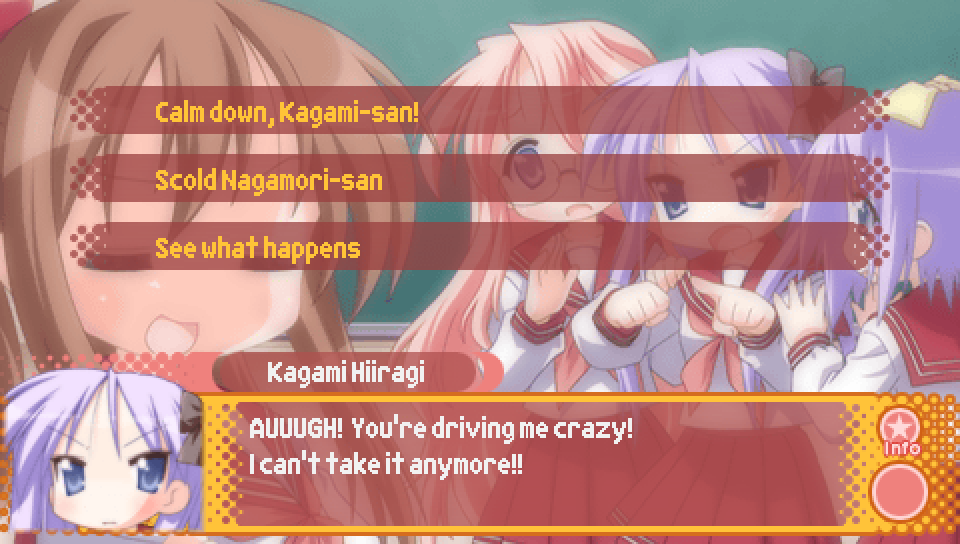 Calm down, Kagami-san!
Scold Nagamori-san
See what happens
Kagami Hiiragi
AUUUGH! You're driving me crazy!
I can't take it anymore!!
Info